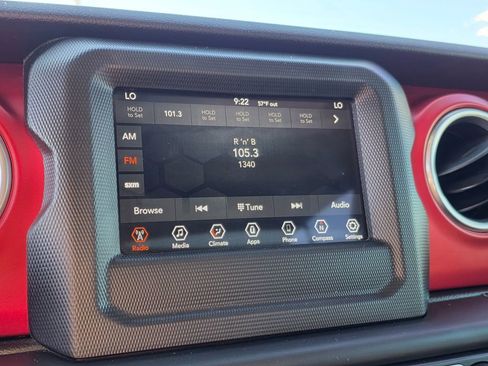 LO 9:22 57°F out LO
HOLD to Set 101.3 HOLD to Set HOLD to Set HOLD to Set HOLD to Set
AM
R 'n' B
FM 105.3
1340
sxm
Browse Tune Audio
Radio Media Climate Apps Phone Compass Settings